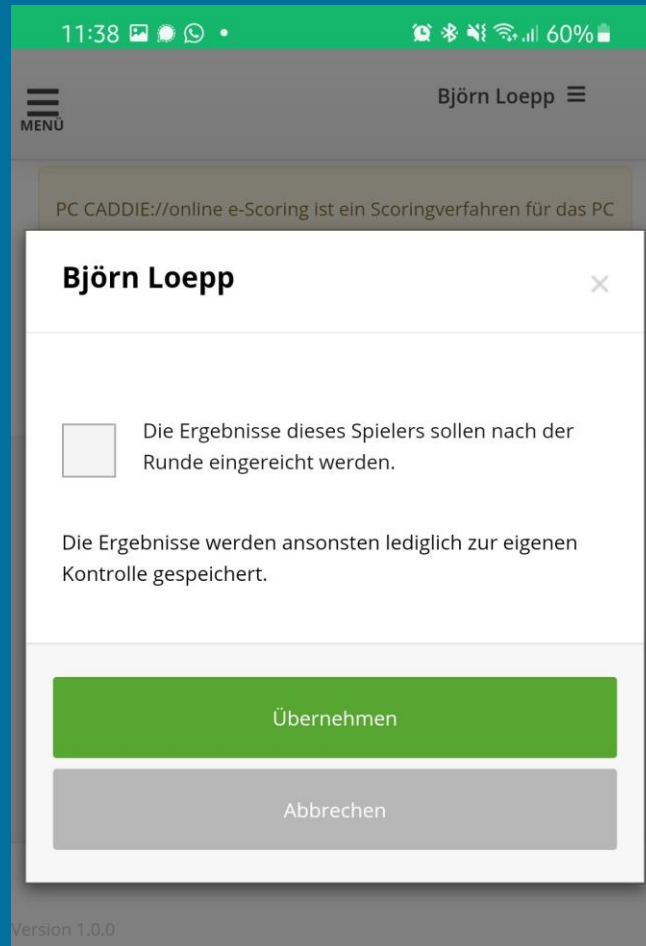 11:38
60%
MENÜ
Björn Loepp
PC CADDIE://online e-Scoring ist ein Scoringverfahren für das PC
Björn Loepp
×
Die Ergebnisse dieses Spielers sollen nach der
Runde eingereicht werden.
Die Ergebnisse werden ansonsten lediglich zur eigenen
Kontrolle gespeichert.
Übernehmen
Abbrechen
Version 1.0.0